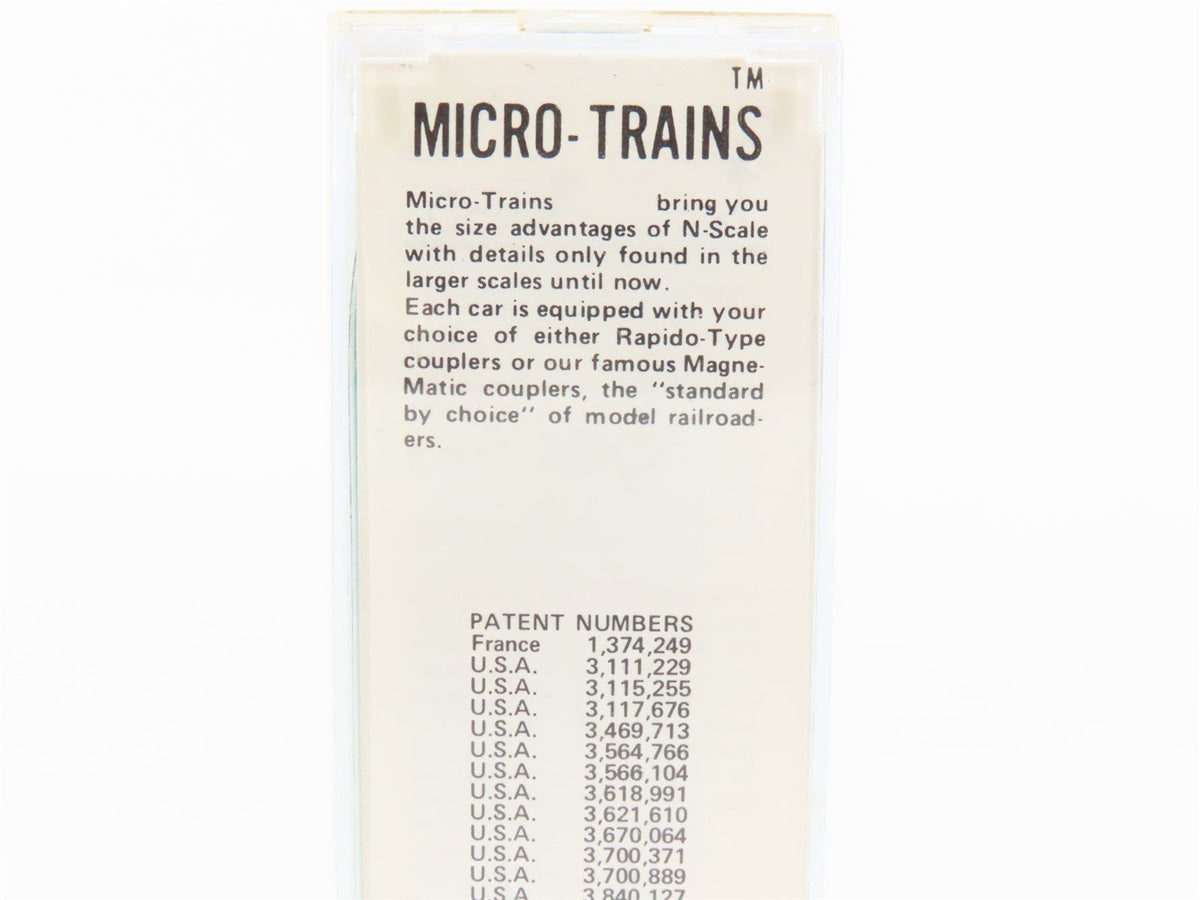 TM
MICRO-TRAINS
Micro-Trains bring you
the size advantages of N-Scale
with details only found in the
larger scales until now.
Each car is equipped with your
choice of either Rapido-Type
couplers or our famous Magne-
Matic couplers, the "standard
by choice" of model railroad-
ers.
PATENT NUMBERS
France 1,374,249
U.S.A. 3,111,229
U.S.A. 3,115,255
U.S.A. 3,117,676
U.S.A. 3,469,713
U.S.A. 3,564,766
U.S.A. 3,566,104
U.S.A. 3,618,991
U.S.A. 3,621,610
U.S.A. 3,670,064
U.S.A. 3,700,371
U.S.A. 3,700,889
U.S.A. 3,840,127